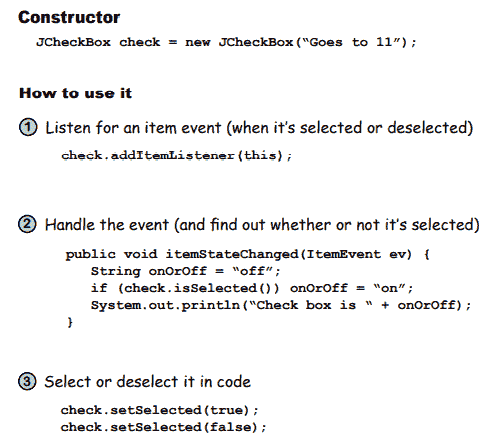 Constructor
JCheckBox check = new JCheckBox(“Goes to 11”);
How to use it
1 Listen for an item event (when it’s selected or deselected)
check.addItemListener(this);
2 Handle the event (and find out whether or not it’s selected)
public void itemStateChanged(ItemEvent ev) {
String onOrOff = “off”;
if (check.isSelected()) onOrOff = “on”;
System.out.println(“Check box is “ + onOrOff);
}
3 Select or deselect it in code
check.setSelected(true);
check.setSelected(false);